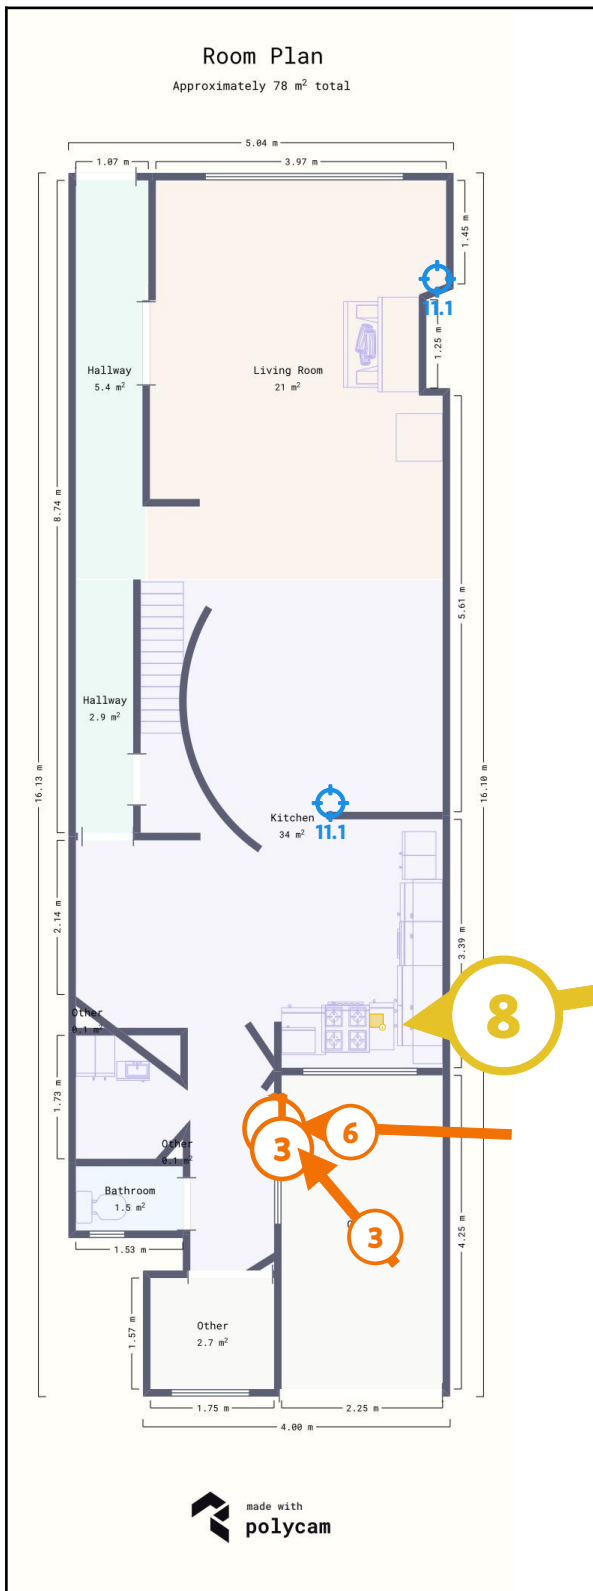 Room Plan
Approximately 78 m² total
5.04 m
1.07 m
3.97 m
1.45 m
11.1
1.25 m
Hallway
5.4 m²
Living Room
21 m²
8.74 m
5.61 m
Hallway
2.9 m²
16.13 m
16.10 m
Kitchen
34 m²
11.1
2.14 m
3.39 m
Other
0.1 m²
8
1.73 m
Other
0.1 m²
6
3
3
Bathroom
1.5 m²
4.25 m
1.53 m
Other
2.7 m²
1.57 m
1.75 m
2.25 m
4.00 m
made with
polycam